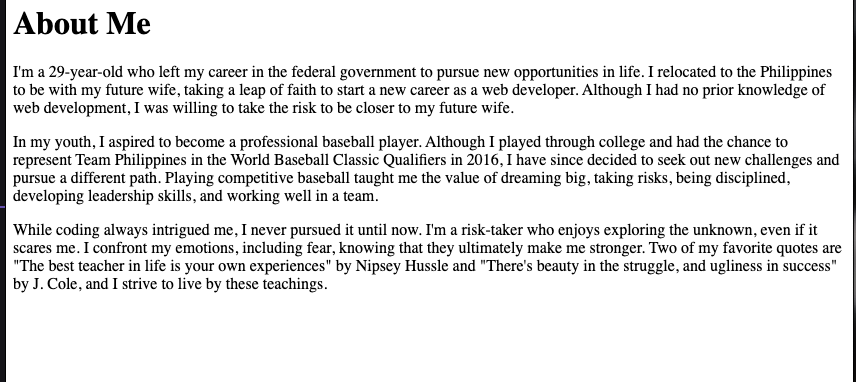 About Me
I'm a 29-year-old who left my career in the federal government to pursue new opportunities in life. I relocated to the Philippines
to be with my future wife, taking a leap of faith to start a new career as a web developer. Although I had no prior knowledge of
web development, I was willing to take the risk to be closer to my future wife.
In my youth, I aspired to become a professional baseball player. Although I played through college and had the chance to
represent Team Philippines in the World Baseball Classic Qualifiers in 2016, I have since decided to seek out new challenges and
pursue a different path. Playing competitive baseball taught me the value of dreaming big, taking risks, being disciplined,
developing leadership skills, and working well in a team.
While coding always intrigued me, I never pursued it until now. I'm a risk-taker who enjoys exploring the unknown, even if it
scares me. I confront my emotions, including fear, knowing that they ultimately make me stronger. Two of my favorite quotes are
"The best teacher in life is your own experiences" by Nipsey Hussle and "There's beauty in the struggle, and ugliness in success"
by J. Cole, and I strive to live by these teachings.